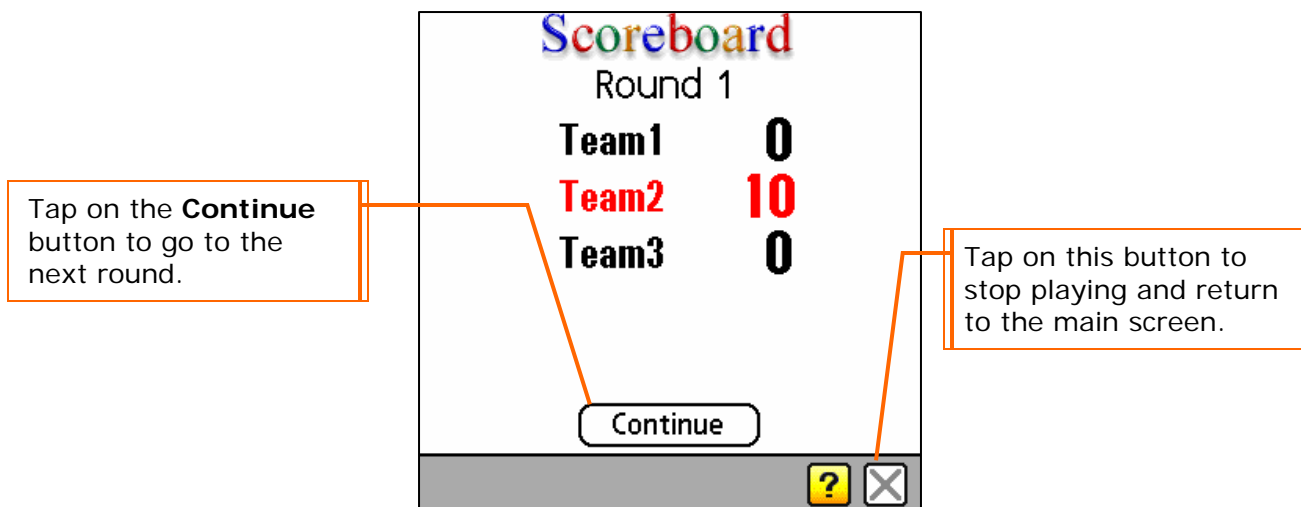 Scoreboard
Round 1
Team1 0
Team2 10
Team3 0
Tap on the Continue
button to go to the
next round.
Tap on this button to
stop playing and return
to the main screen.
Continue
?